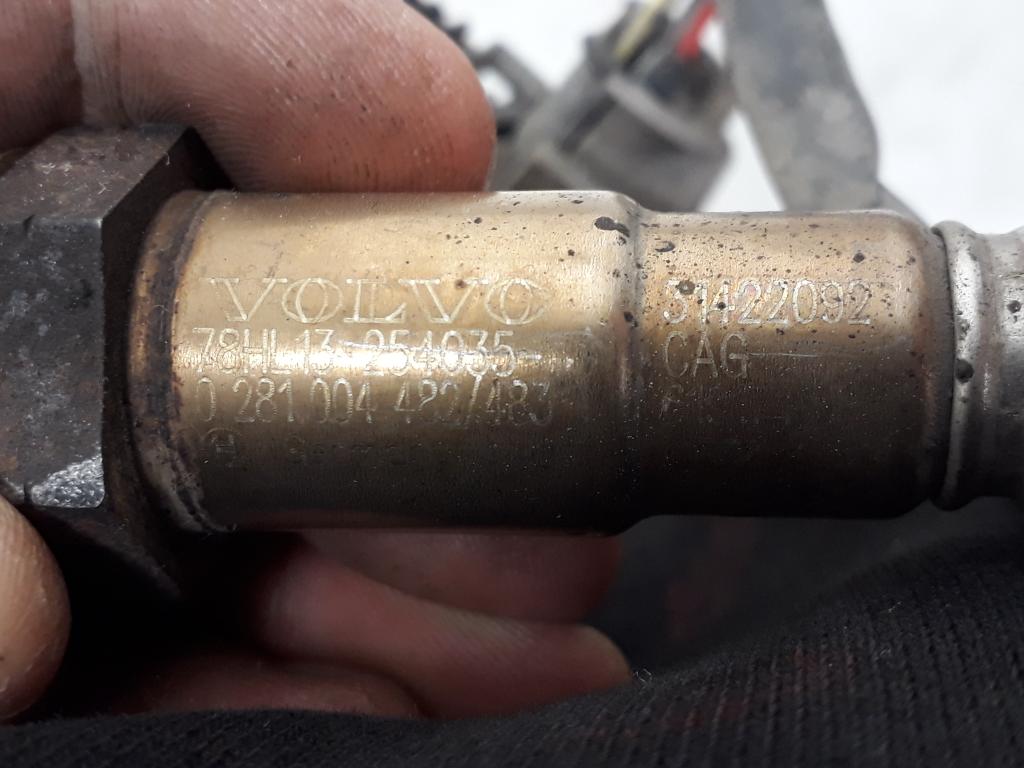 VOLVO
31422092
78HL13 254035-
CAG
0 281 004 482/483